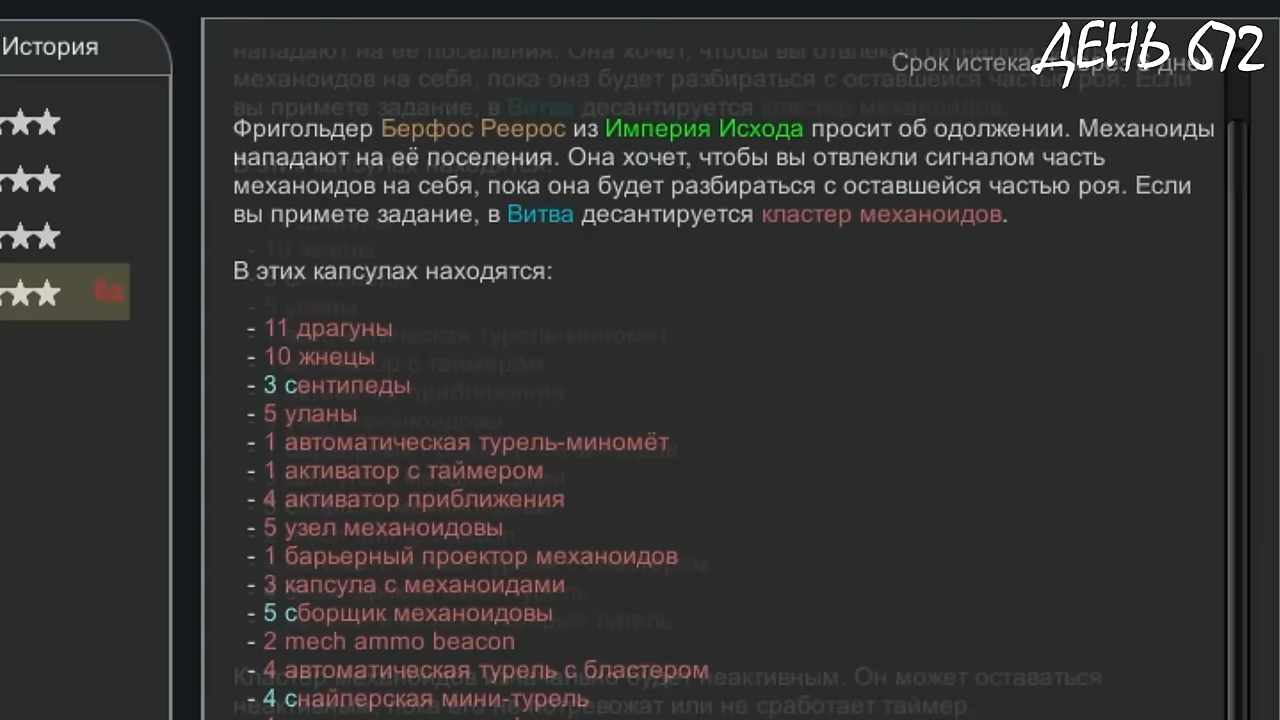 История
ДЕНЬ 672
Срок истекает через
Фригольдер Берфос Реерос из Империя Исхода просит об одолжении. Механоиды
нападают на её поселения. Она хочет, чтобы вы отвлекли сигналом часть
механоидов на себя, пока она будет разбираться с оставшейся частью роя. Если
вы примете задание, в Витва десантируется кластер механоидов.
В этих капсулах находятся:
- 11 драгуны
- 10 жнецы
- 3 сентипеды
- 5 уланы
6д
- 1 автоматическая турель-миномёт
- 1 активатор с таймером
- 4 активатор приближения
- 5 узел механоидовы
- 1 барьерный проектор механоидов
- 3 капсула с механоидами
- 5 сборщик механоидовы
- 2 mech ammo beacon
- 4 автоматическая турель с бластером
- 4 снайперская мини-турель